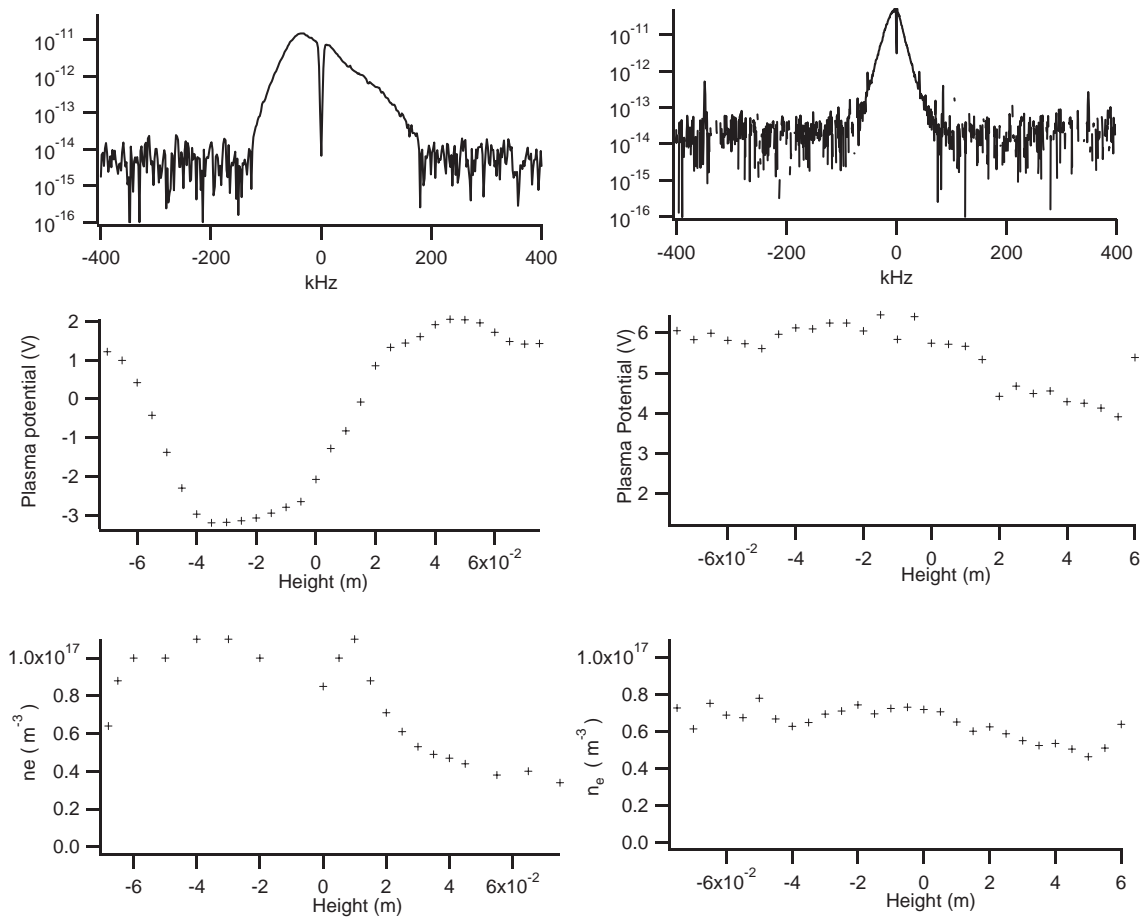 10-11
10-12
10-13
10-14
10-15
10-16
-400 -200 0 200 400
kHz
10-11
10-12
10-13
10-14
10-15
10-16
-400 -200 0 200 400
kHz
Plasma potential (V)
2
1
0
-1
-2
-3
-6 -4 -2 0 2 4 6x10-2
Height (m)
Plasma Potential (V)
6
5
4
3
2
-6x10-2 -4 -2 0 2 4 6
Height (m)
ne ( m-3 )
1.0x1017
0.8
0.6
0.4
0.2
0.0
-6 -4 -2 0 2 4 6x10-2
Height (m)
ne ( m-3 )
1.0x1017
0.8
0.6
0.4
0.2
0.0
-6x10-2 -4 -2 0 2 4 6
Height (m)